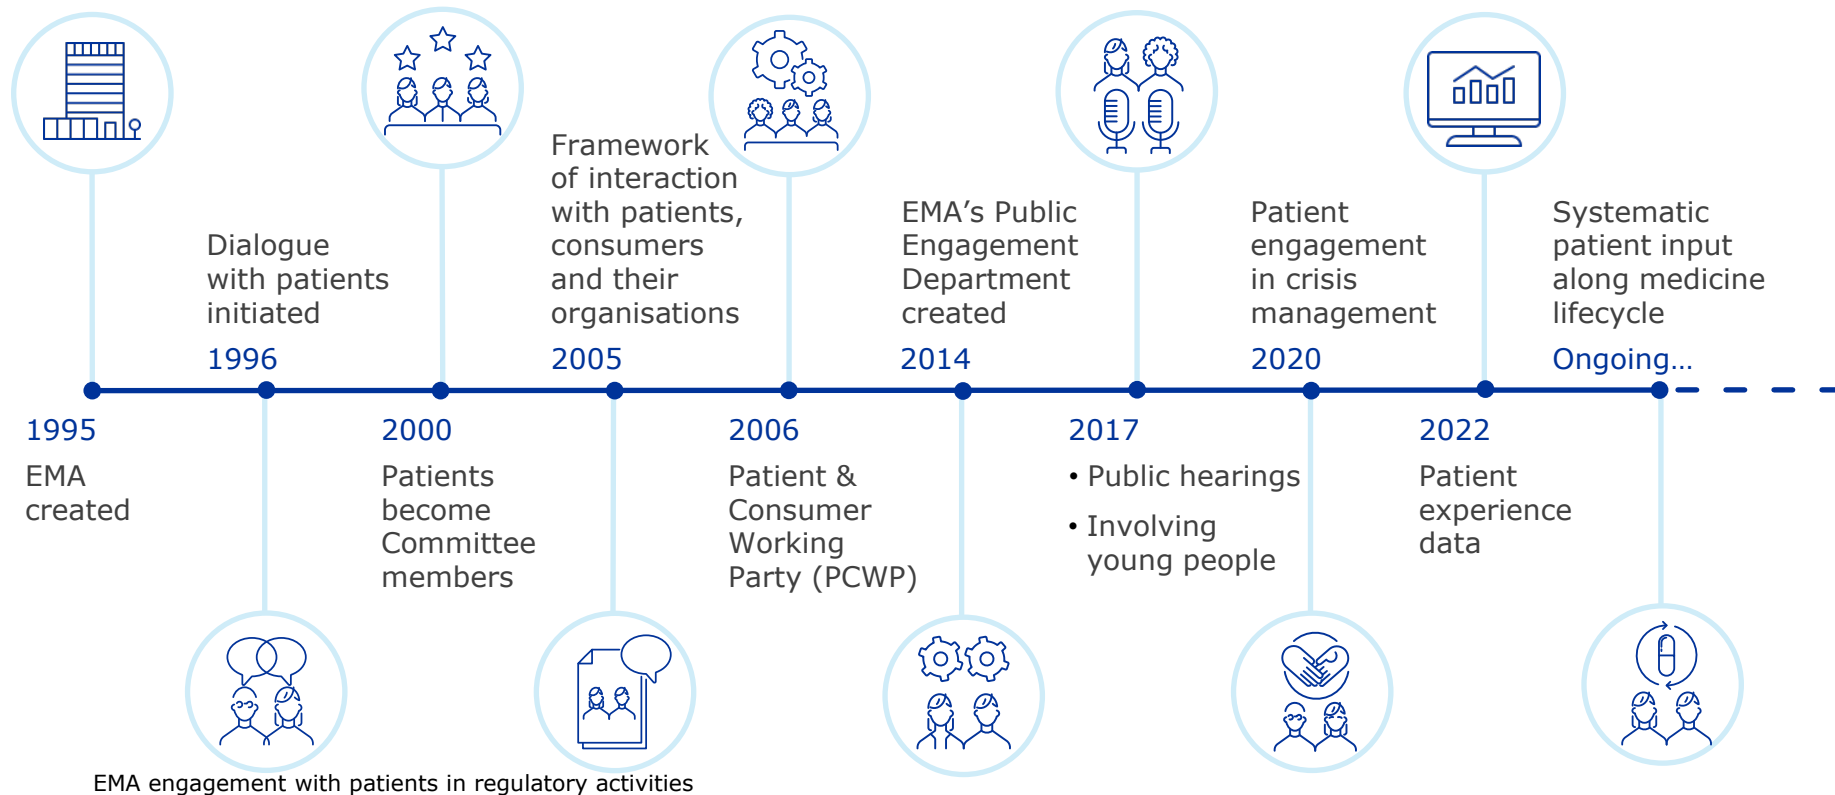 1995
EMA
created
Dialogue
with patients
initiated
1996
2000
Patients
become
Committee
members
Framework
of interaction
with patients,
consumers
and their
organisations
2005
2006
Patient &
Consumer
Working
Party (PCWP)
EMA’s Public
Engagement
Department
created
2014
2017
• Public hearings
• Involving
young people
Patient
engagement
in crisis
management
2020
2022
Patient
experience
data
Systematic
patient input
along medicine
lifecycle
Ongoing…
EMA engagement with patients in regulatory activities